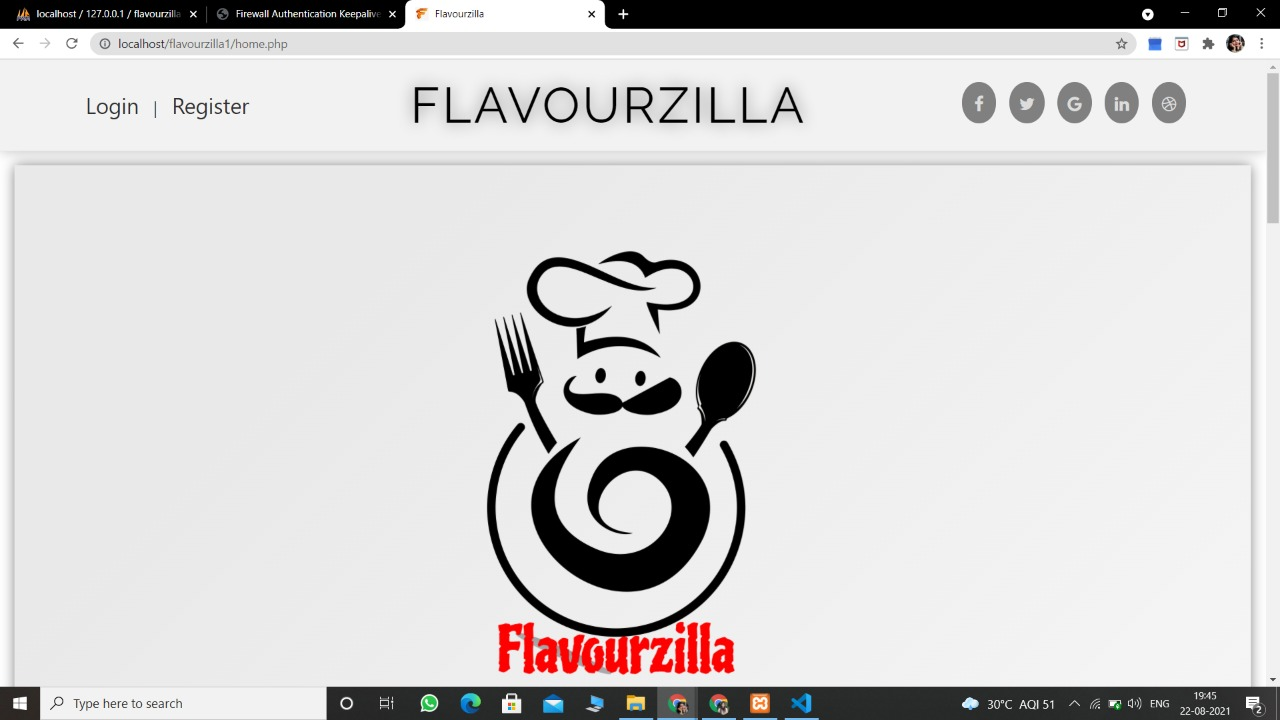 localhost / 127.0.0.1 / flavourzilla
Firewall Authentication Keepalive
Flavourzilla
localhost/flavourzilla1/home.php
Login | Register
FLAVOURZILLA
Flavourzilla
Type here to search
30°C AQI 51
ENG
19:45
22-08-2021
2